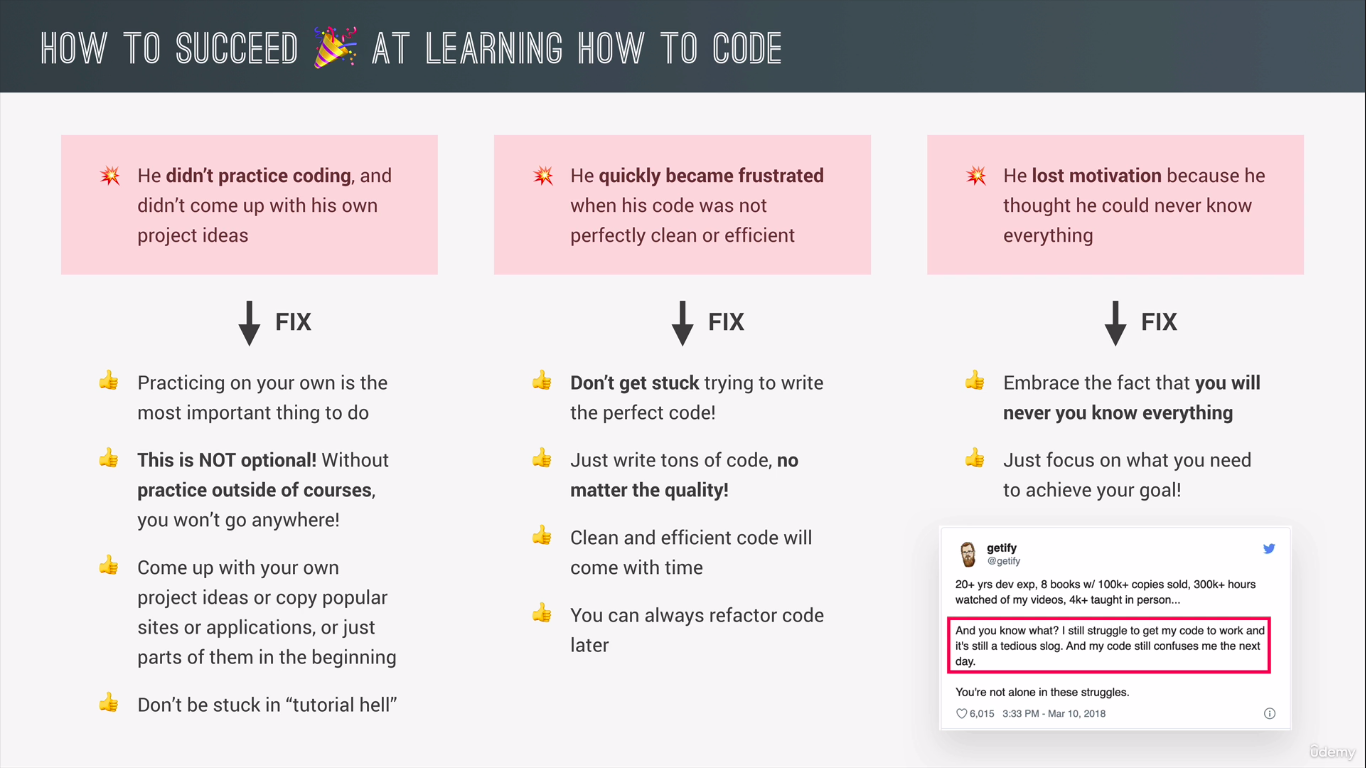 HOW TO SUCCEED 🎉 AT LEARNING HOW TO CODE
💥 He didn't practice coding, and
didn't come up with his own
project ideas
FIX
👍 Practicing on your own is the
most important thing to do
👍 This is NOT optional! Without
practice outside of courses,
you won't go anywhere!
👍 Come up with your own
project ideas or copy popular
sites or applications, or just
parts of them in the beginning
👍 Don't be stuck in “tutorial hell”
💥 He quickly became frustrated
when his code was not
perfectly clean or efficient
FIX
👍 Don't get stuck trying to write
the perfect code!
👍 Just write tons of code, no
matter the quality!
👍 Clean and efficient code will
come with time
👍 You can always refactor code
later
💥 He lost motivation because he
thought he could never know
everything
FIX
👍 Embrace the fact that you will
never you know everything
👍 Just focus on what you need
to achieve your goal!
getify
@getify
20+ yrs dev exp, 8 books w/ 100k+ copies sold, 300k+ hours
watched of my videos, 4k+ taught in person...
And you know what? I still struggle to get my code to work and
it's still a tedious slog. And my code still confuses me the next
day.
You're not alone in these struggles.
6,015 3:33 PM - Mar 10, 2018
ûdemy